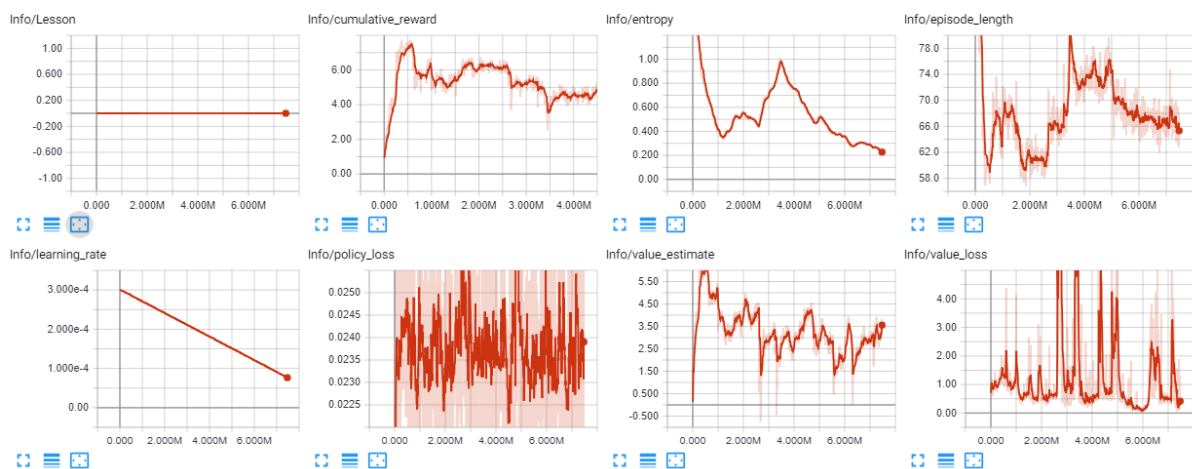 Info/Lesson
1.00
0.600
0.200
-0.200
-0.600
-1.00
0.000 2.000M 4.000M 6.000M
Info/cumulative_reward
6.00
4.00
2.00
0.00
0.000 1.000M 2.000M 3.000M 4.000M
Info/entropy
1.00
0.800
0.600
0.400
0.200
0.00
0.000 2.000M 4.000M 6.000M
Info/episode_length
78.0
74.0
70.0
66.0
62.0
58.0
0.000 2.000M 4.000M 6.000M
Info/learning_rate
3.000e-4
2.000e-4
1.000e-4
0.00
0.000 2.000M 4.000M 6.000M
Info/policy_loss
0.0250
0.0245
0.0240
0.0235
0.0230
0.0225
0.000 2.000M 4.000M 6.000M
Info/value_estimate
5.50
4.50
3.50
2.50
1.50
0.500
-0.500
0.000 2.000M 4.000M 6.000M
Info/value_loss
4.00
3.00
2.00
1.00
0.00
0.000 2.000M 4.000M 6.000M